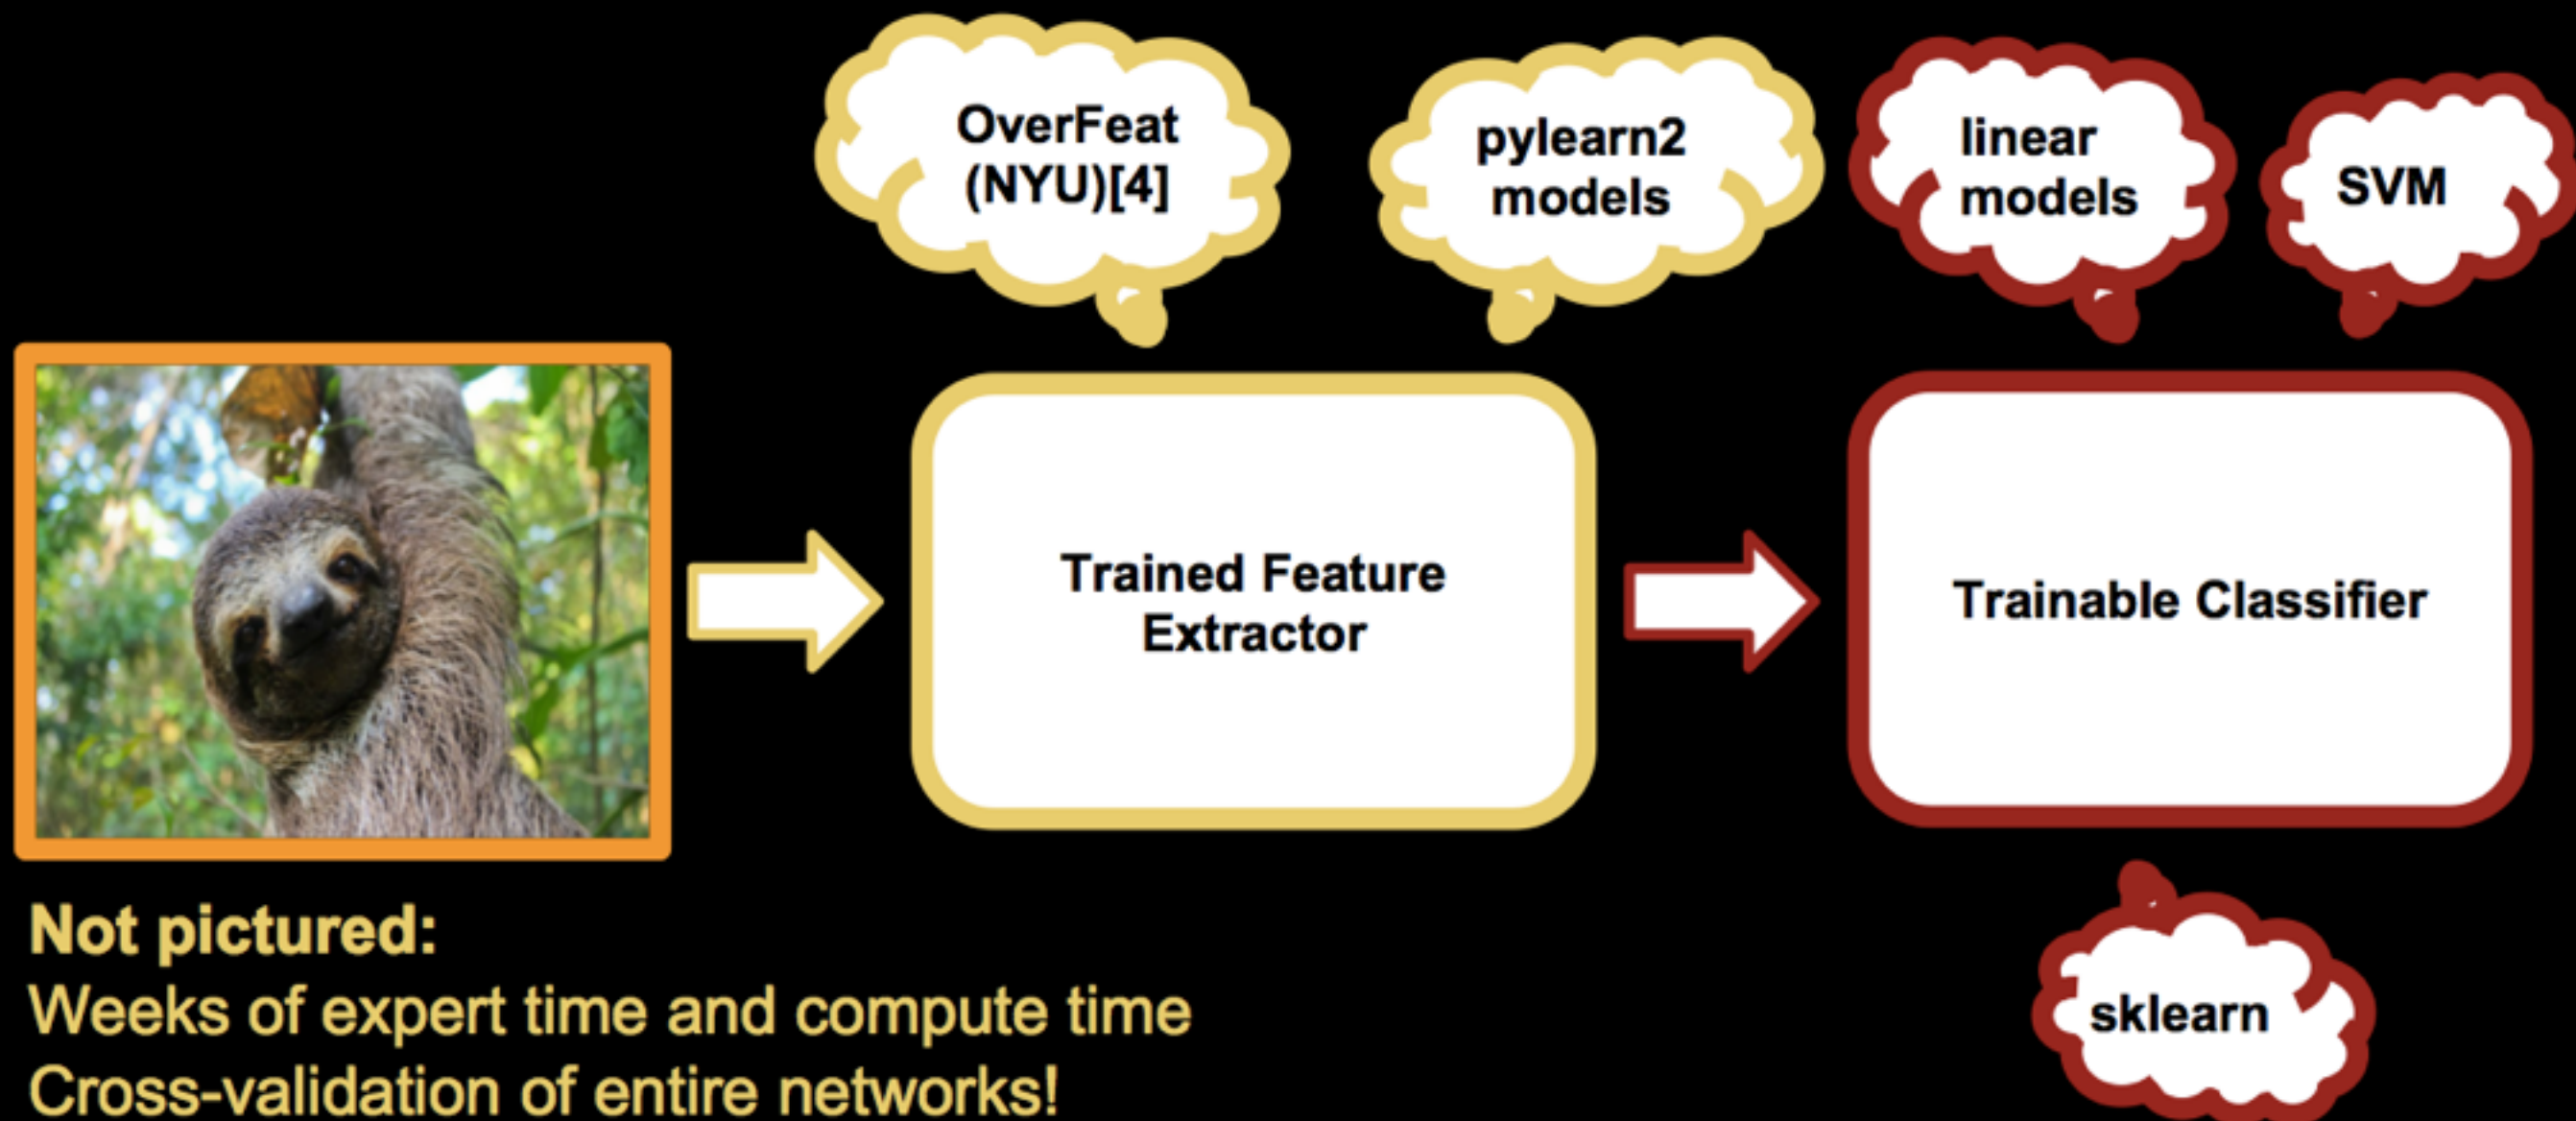 OverFeat
(NYU)[4]
pylearn2
models
linear
models
SVM
Trained Feature
Extractor
Trainable Classifier
Not pictured:
Weeks of expert time and compute time
Cross-validation of entire networks!
sklearn